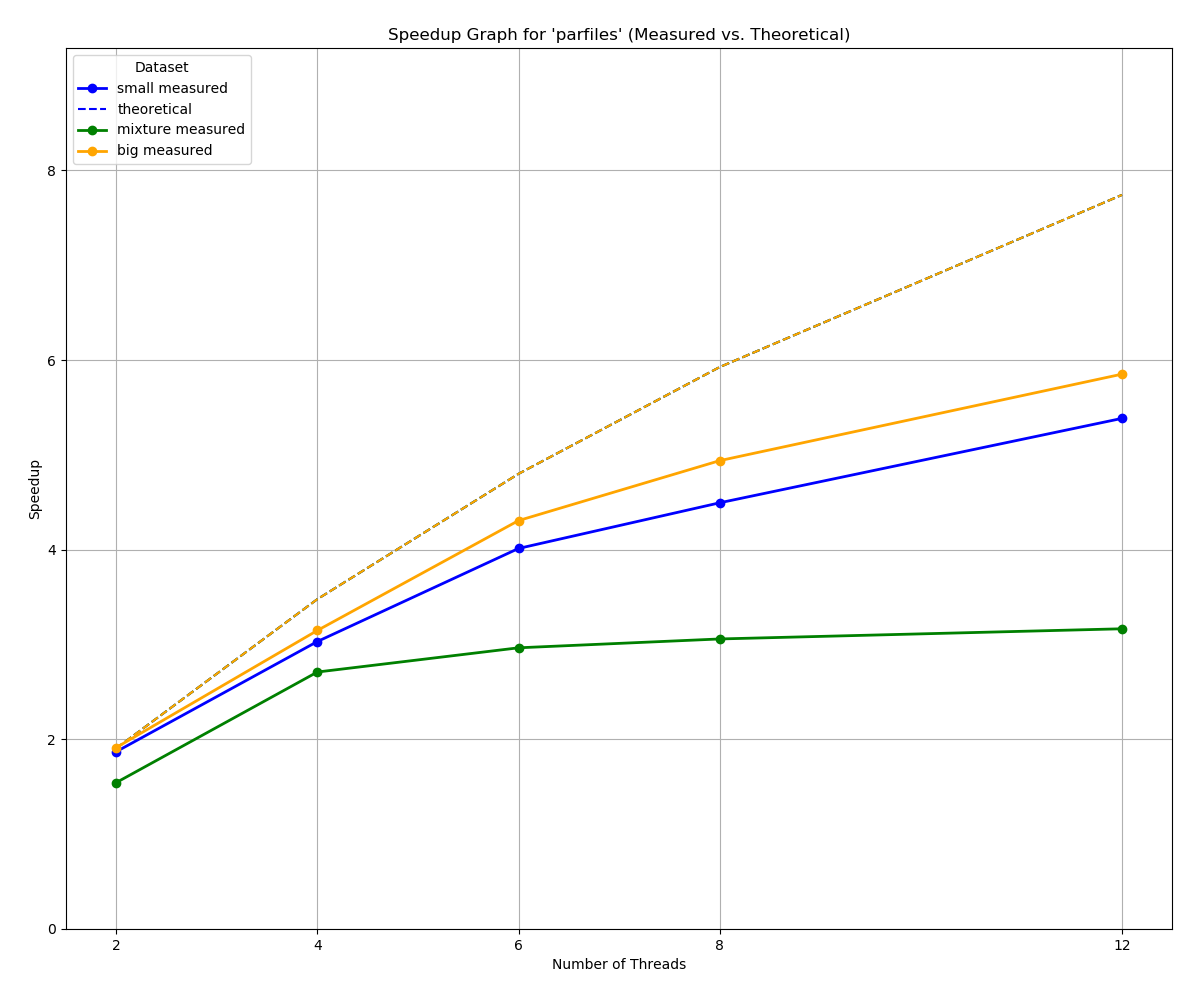 Speedup Graph for 'parfiles' (Measured vs. Theoretical)
Dataset
small measured
theoretical
mixture measured
big measured
8
6
4
2
0
Speedup
2 4 6 8 12
Number of Threads